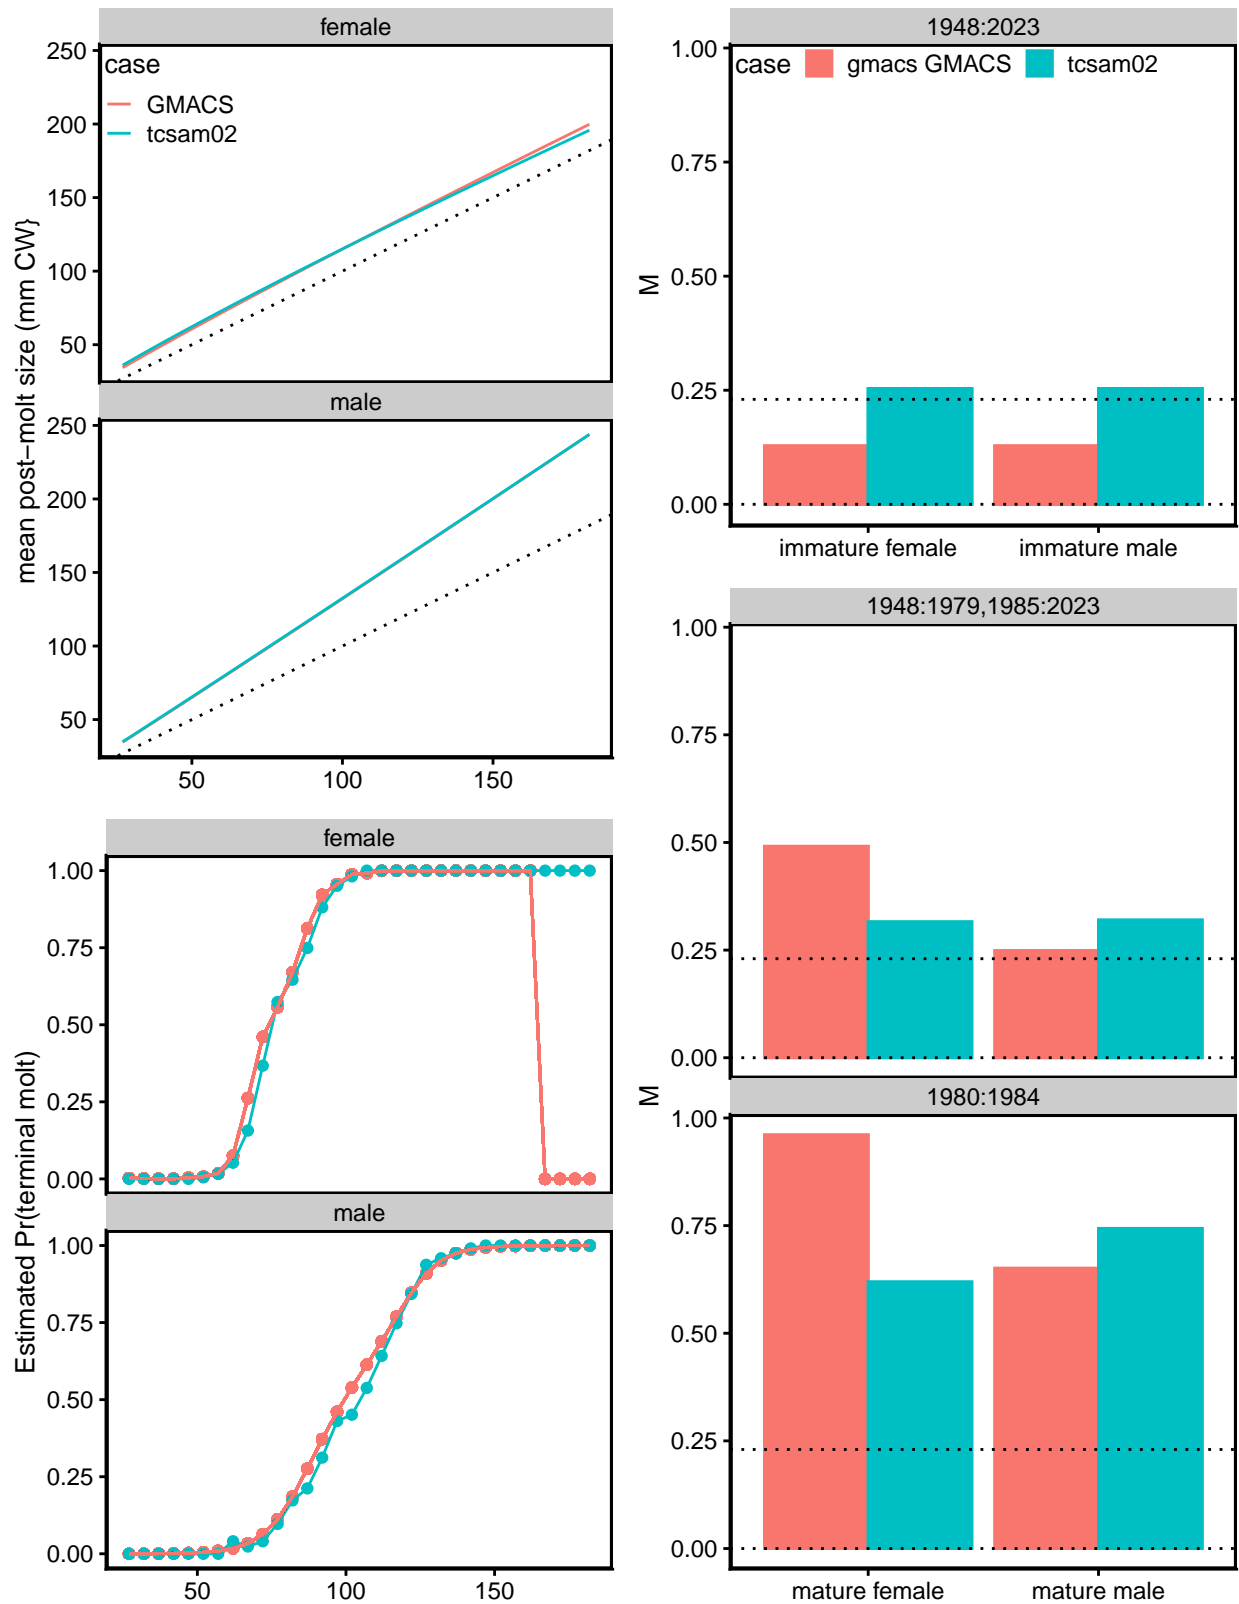 female
250
200
150
100
50
case
GMACS
tcsam02
male
250
200
150
100
50
50
100
150
mean post−molt size (mm CW}
female
1.00
0.75
0.50
0.25
0.00
male
1.00
0.75
0.50
0.25
0.00
50
100
150
Estimated Pr(terminal molt)
1948:2023
case gmacs GMACS tcsam02
1.00
0.75
0.50
0.25
0.00
M
immature female
immature male
1948:1979,1985:2023
1.00
0.75
0.50
0.25
0.00
M
1980:1984
1.00
0.75
0.50
0.25
0.00
mature female
mature male